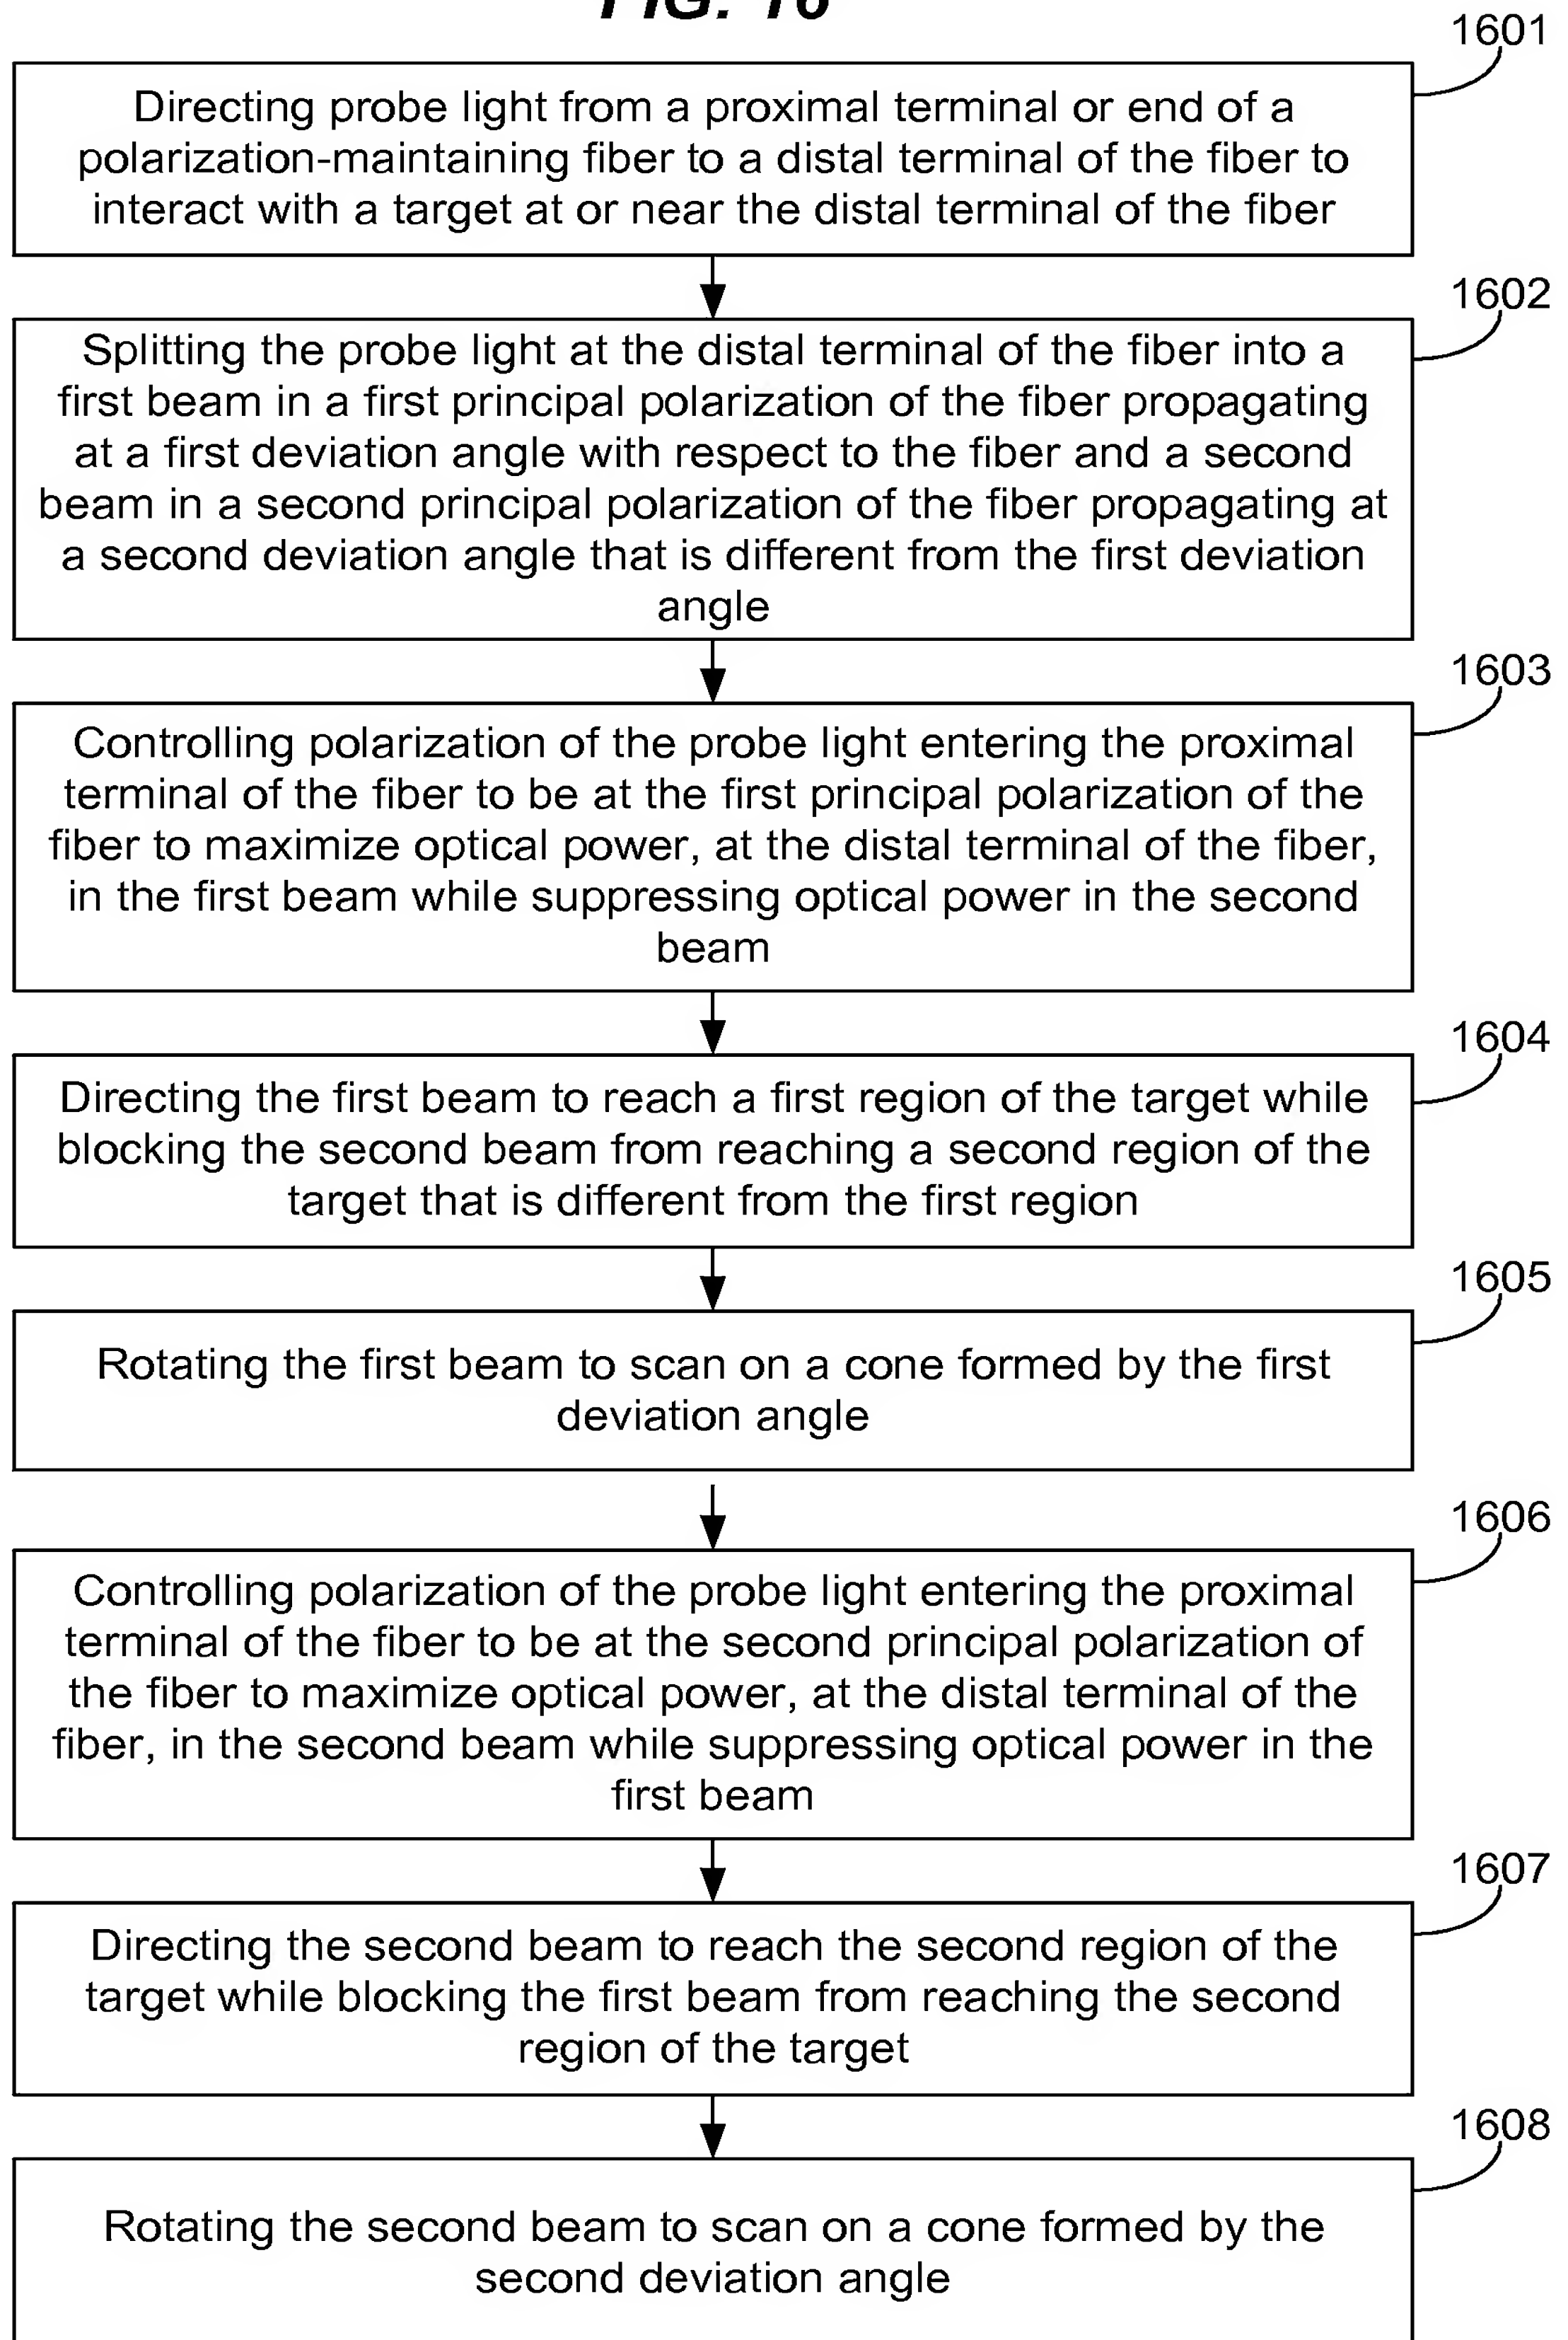 FIG. 16
1601
Directing probe light from a proximal terminal or end of a
polarization-maintaining fiber to a distal terminal of the fiber to
interact with a target at or near the distal terminal of the fiber
1602
Splitting the probe light at the distal terminal of the fiber into a
first beam in a first principal polarization of the fiber propagating
at a first deviation angle with respect to the fiber and a second
beam in a second principal polarization of the fiber propagating at
a second deviation angle that is different from the first deviation
angle
1603
Controlling polarization of the probe light entering the proximal
terminal of the fiber to be at the first principal polarization of the
fiber to maximize optical power, at the distal terminal of the fiber,
in the first beam while suppressing optical power in the second
beam
1604
Directing the first beam to reach a first region of the target while
blocking the second beam from reaching a second region of the
target that is different from the first region
1605
Rotating the first beam to scan on a cone formed by the first
deviation angle
1606
Controlling polarization of the probe light entering the proximal
terminal of the fiber to be at the second principal polarization of
the fiber to maximize optical power, at the distal terminal of the
fiber, in the second beam while suppressing optical power in the
first beam
1607
Directing the second beam to reach the second region of the
target while blocking the first beam from reaching the second
region of the target
1608
Rotating the second beam to scan on a cone formed by the
second deviation angle